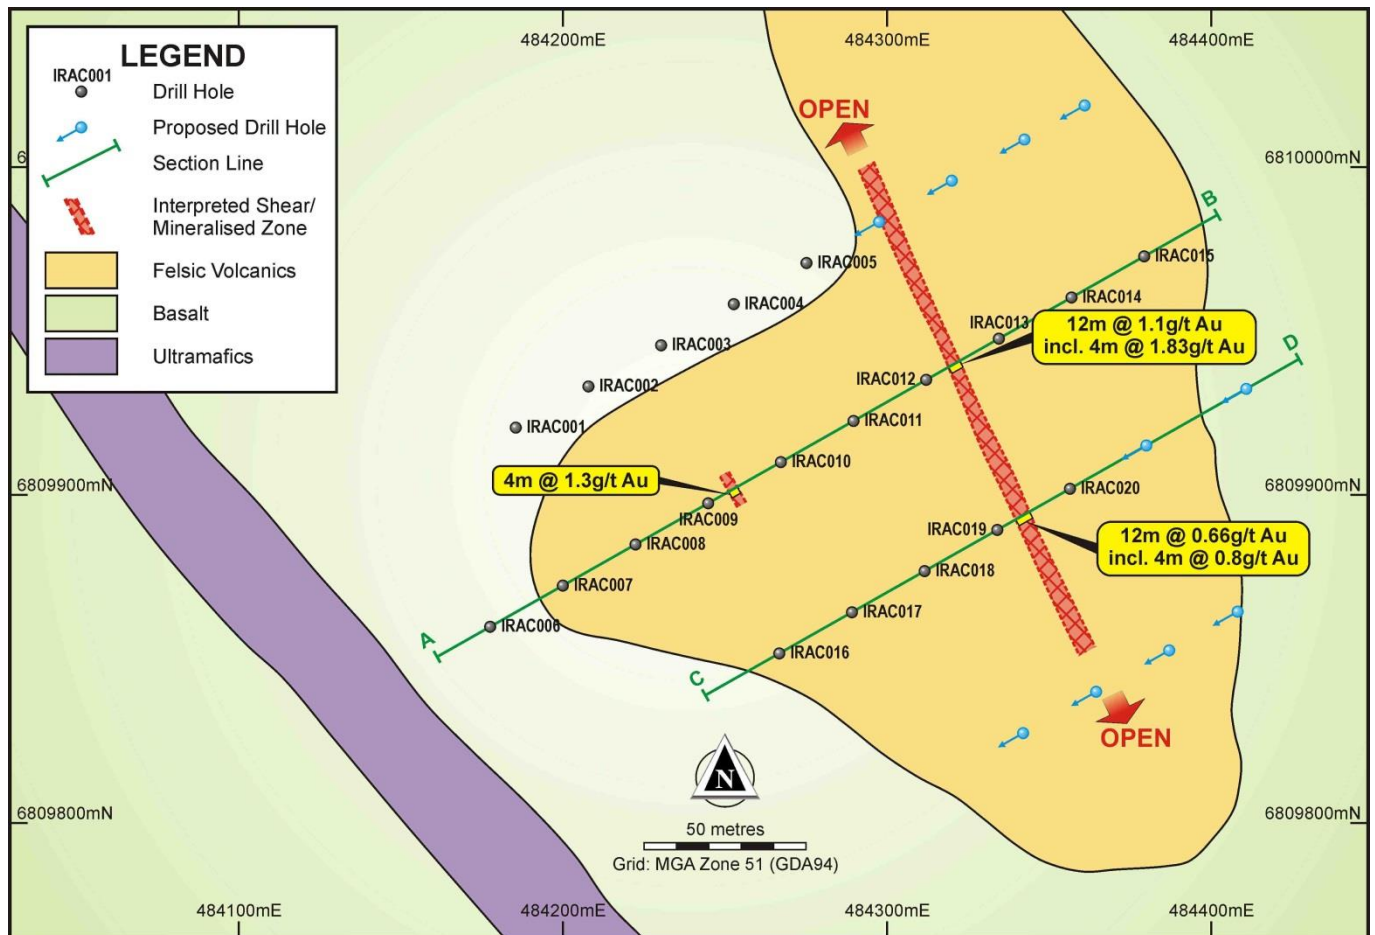 484200mE
484300mE
484400mE
LEGEND
IRAC001
Drill Hole
Proposed Drill Hole
Section Line
Interpreted Shear/
Mineralised Zone
Felsic Volcanics
Basalt
Ultramafics
OPEN
6810000mN
B
IRAC015
IRAC005
IRAC014
IRAC004
IRAC013
12m @ 1.1g/t Au
incl. 4m @ 1.83g/t Au
D
IRAC003
IRAC012
IRAC002
IRAC011
IRAC001
IRAC010
4m @ 1.3g/t Au
IRAC020
6809900mN
6809900mN
IRAC009
IRAC019
12m @ 0.66g/t Au
incl. 4m @ 0.8g/t Au
IRAC008
IRAC018
IRAC007
IRAC017
IRAC006
A
IRAC016
C
OPEN
N
6809800mN
6809800mN
50 metres
Grid: MGA Zone 51 (GDA94)
484100mE
484200mE
484300mE
484400mE